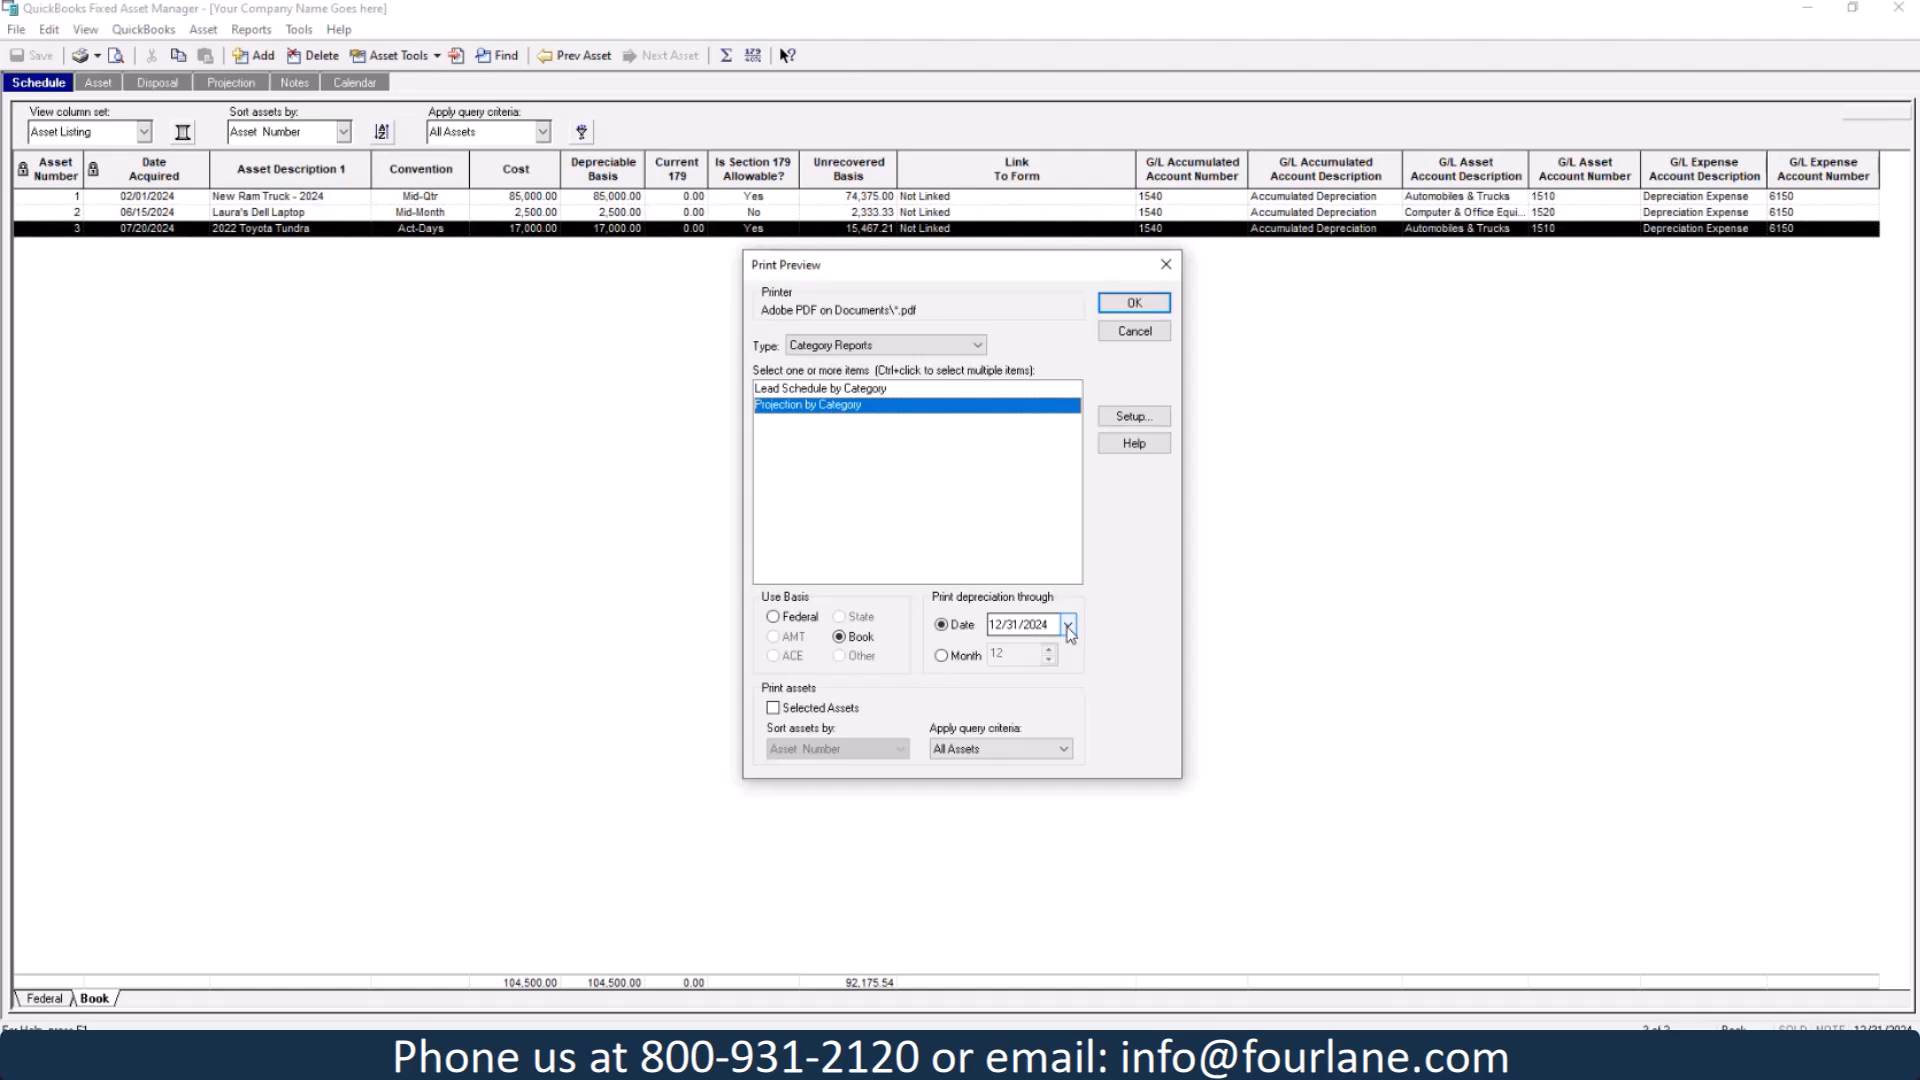 QuickBooks Fixed Asset Manager - [Your Company Name Goes here]
File Edit View QuickBooks Asset Reports Tools Help
Save Add Delete Asset Tools Find Prev Asset Next Asset
Schedule Asset Disposal Projection Notes Calendar
View column set: Sort assets by: Apply query criteria:
Asset Listing Asset Number All Assets
Asset Date Depreciable Current Is Section 179 Unrecovered Link G/L Accumulated G/L Accumulated G/L Asset G/L Asset G/L Expense G/L Expense
Number Acquired Asset Description 1 Convention Cost Basis 179 Allowable? Basis To Form Account Number Account Description Account Description Account Number Account Description Account Number
1 02/01/2024 New Ram Truck - 2024 Mid-Qtr 85,000.00 85,000.00 0.00 Yes 74,375.00 Not Linked 1540 Accumulated Depreciation Automobiles & Trucks 1510 Depreciation Expense 6150
2 06/15/2024 Laura's Dell Laptop Mid-Month 2,500.00 2,500.00 0.00 No 2,333.33 Not Linked 1540 Accumulated Depreciation Computer & Office Equi... 1520 Depreciation Expense 6150
3 07/20/2024 2022 Toyota Tundra Act-Days 17,000.00 17,000.00 0.00 Yes 15,467.21 Not Linked 1540 Accumulated Depreciation Automobiles & Trucks 1510 Depreciation Expense 6150
Print Preview
Printer
Adobe PDF on Documents\*.pdf
OK
Cancel
Type: Category Reports
Select one or more items (Ctrl+click to select multiple items):
Lead Schedule by Category
Projection by Category
Setup...
Help
Use Basis Print depreciation through
Federal State Date 12/31/2024
AMT Book
ACE Other Month 12
Print assets
Selected Assets
Sort assets by: Apply query criteria:
Asset Number All Assets
104,500.00 104,500.00 0.00 92,175.54
Federal Book
Phone us at 800-931-2120 or email: info@fourlane.com